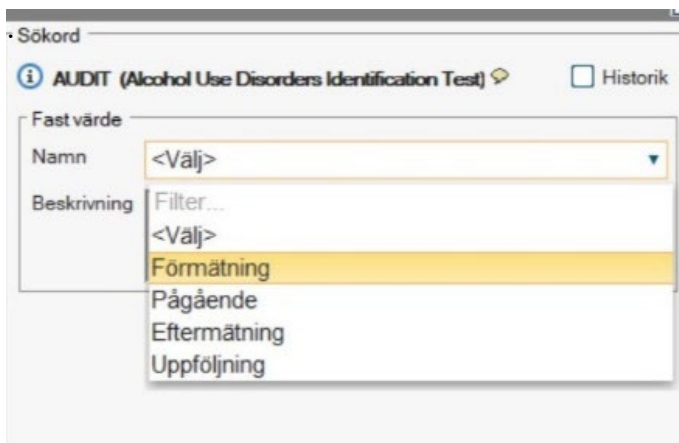 Sökord
AUDIT (Alcohol Use Disorders Identification Test) Historik
Fast värde
Namn <Välj>
Beskrivning Filter...
<Välj>
Förmätning
Pågående
Eftermätning
Uppföljning